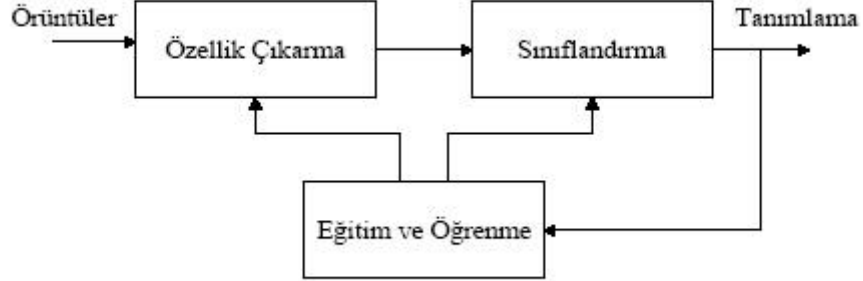 Örüntüler
Özellik Çıkarma
Sınıflandırma
Tanımlama
Eğitim ve Öğrenme